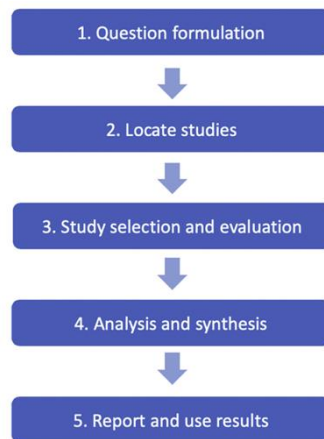 1. Question formulation
2. Locate studies
3. Study selection and evaluation
4. Analysis and synthesis
5. Report and use results